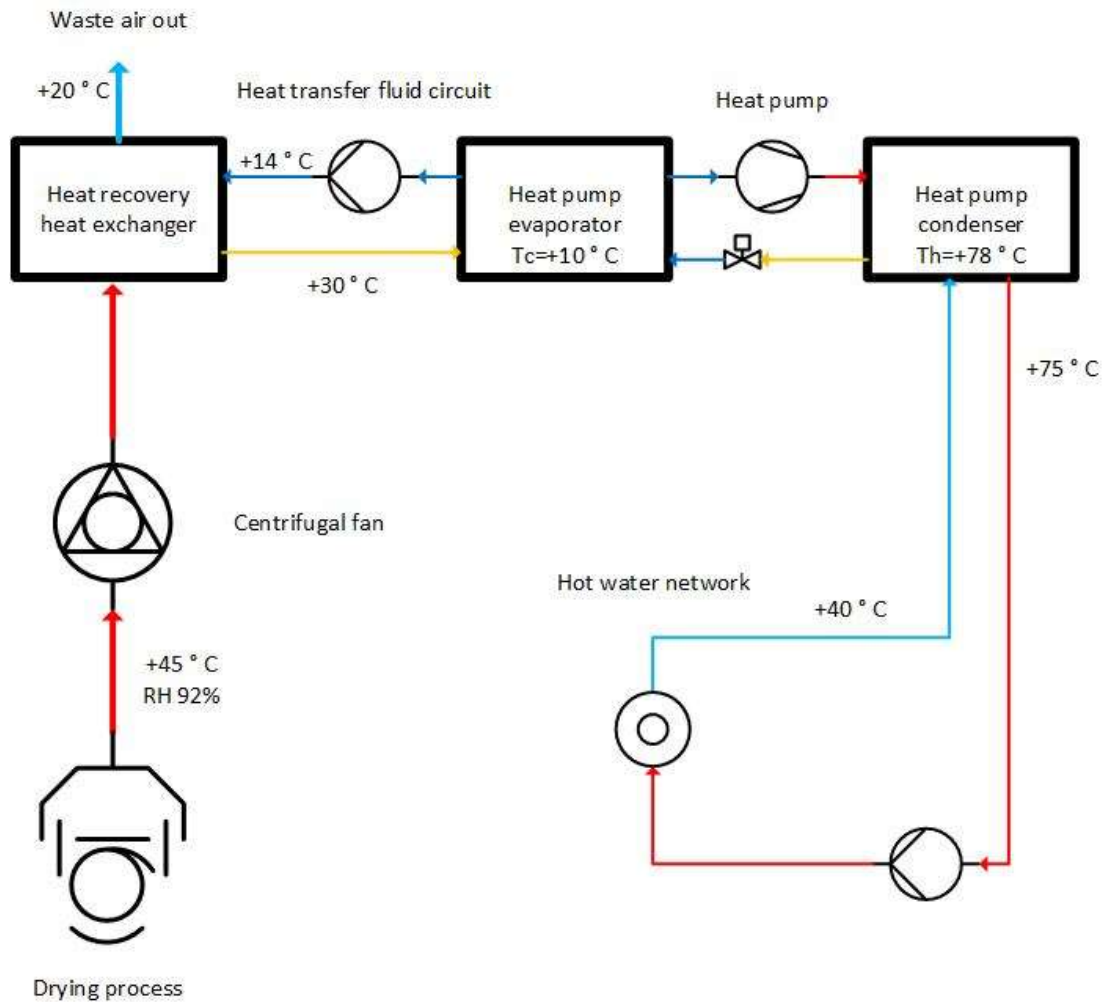 Waste air out
+20 ° C
Heat transfer fluid circuit
Heat pump
+14 ° C
Heat recovery
heat exchanger
Heat pump
evaporator
Tc=+10 ° C
Heat pump
condenser
Th=+78 ° C
+30 ° C
+75 ° C
Centrifugal fan
Hot water network
+40 ° C
+45 ° C
RH 92%
Drying process